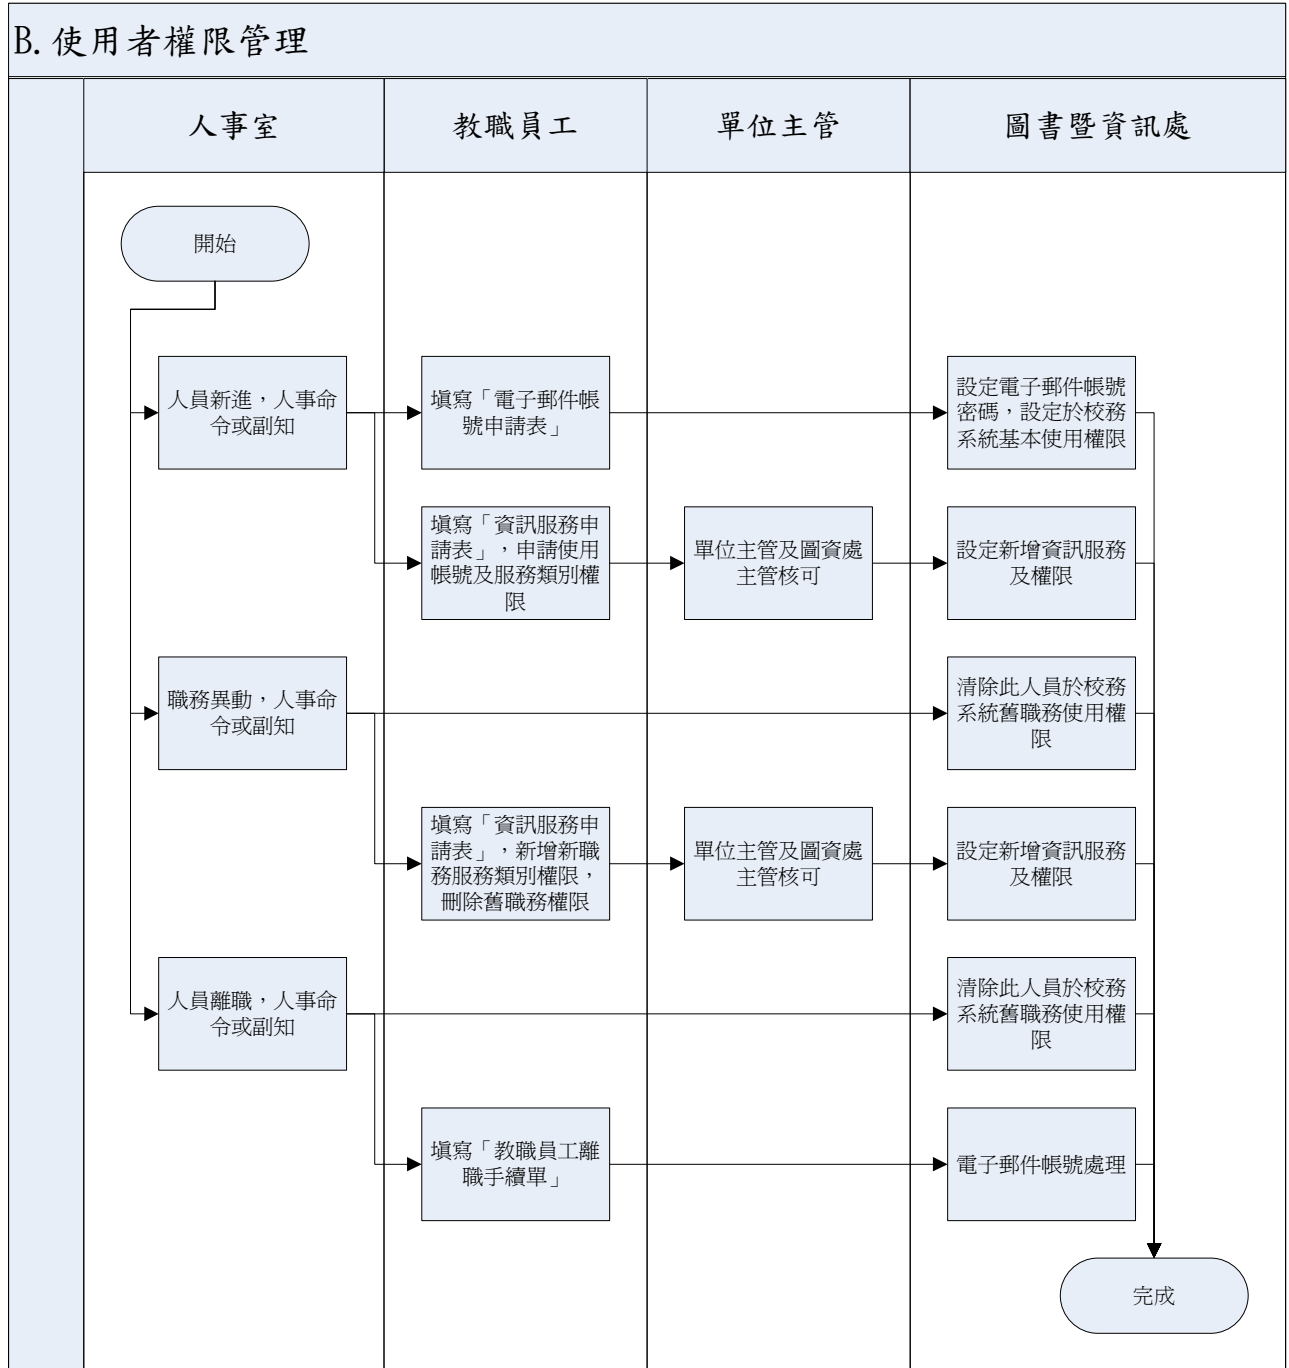 B. 使用者權限管理
人事室
教職員工
單位主管
圖書暨資訊處
開始
人員新進，人事命
令或副知
填寫「電子郵件帳
號申請表」
設定電子郵件帳號
密碼，設定於校務
系統基本使用權限
填寫「資訊服務申
請表」，申請使用
帳號及服務類別權
限
單位主管及圖資處
主管核可
設定新增資訊服務
及權限
職務異動，人事命
令或副知
清除此人員於校務
系統舊職務使用權
限
填寫「資訊服務申
請表」，新增新職
務服務類別權限，
刪除舊職務權限
單位主管及圖資處
主管核可
設定新增資訊服務
及權限
人員離職，人事命
令或副知
清除此人員於校務
系統舊職務使用權
限
填寫「教職員工離
職手續單」
電子郵件帳號處理
完成